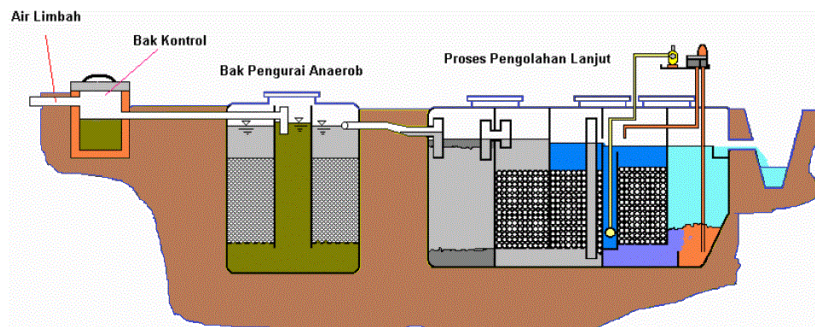 Air Limbah
Bak Kontrol
Bak Pengurai Anaerob
Proses Pengolahan Lanjut